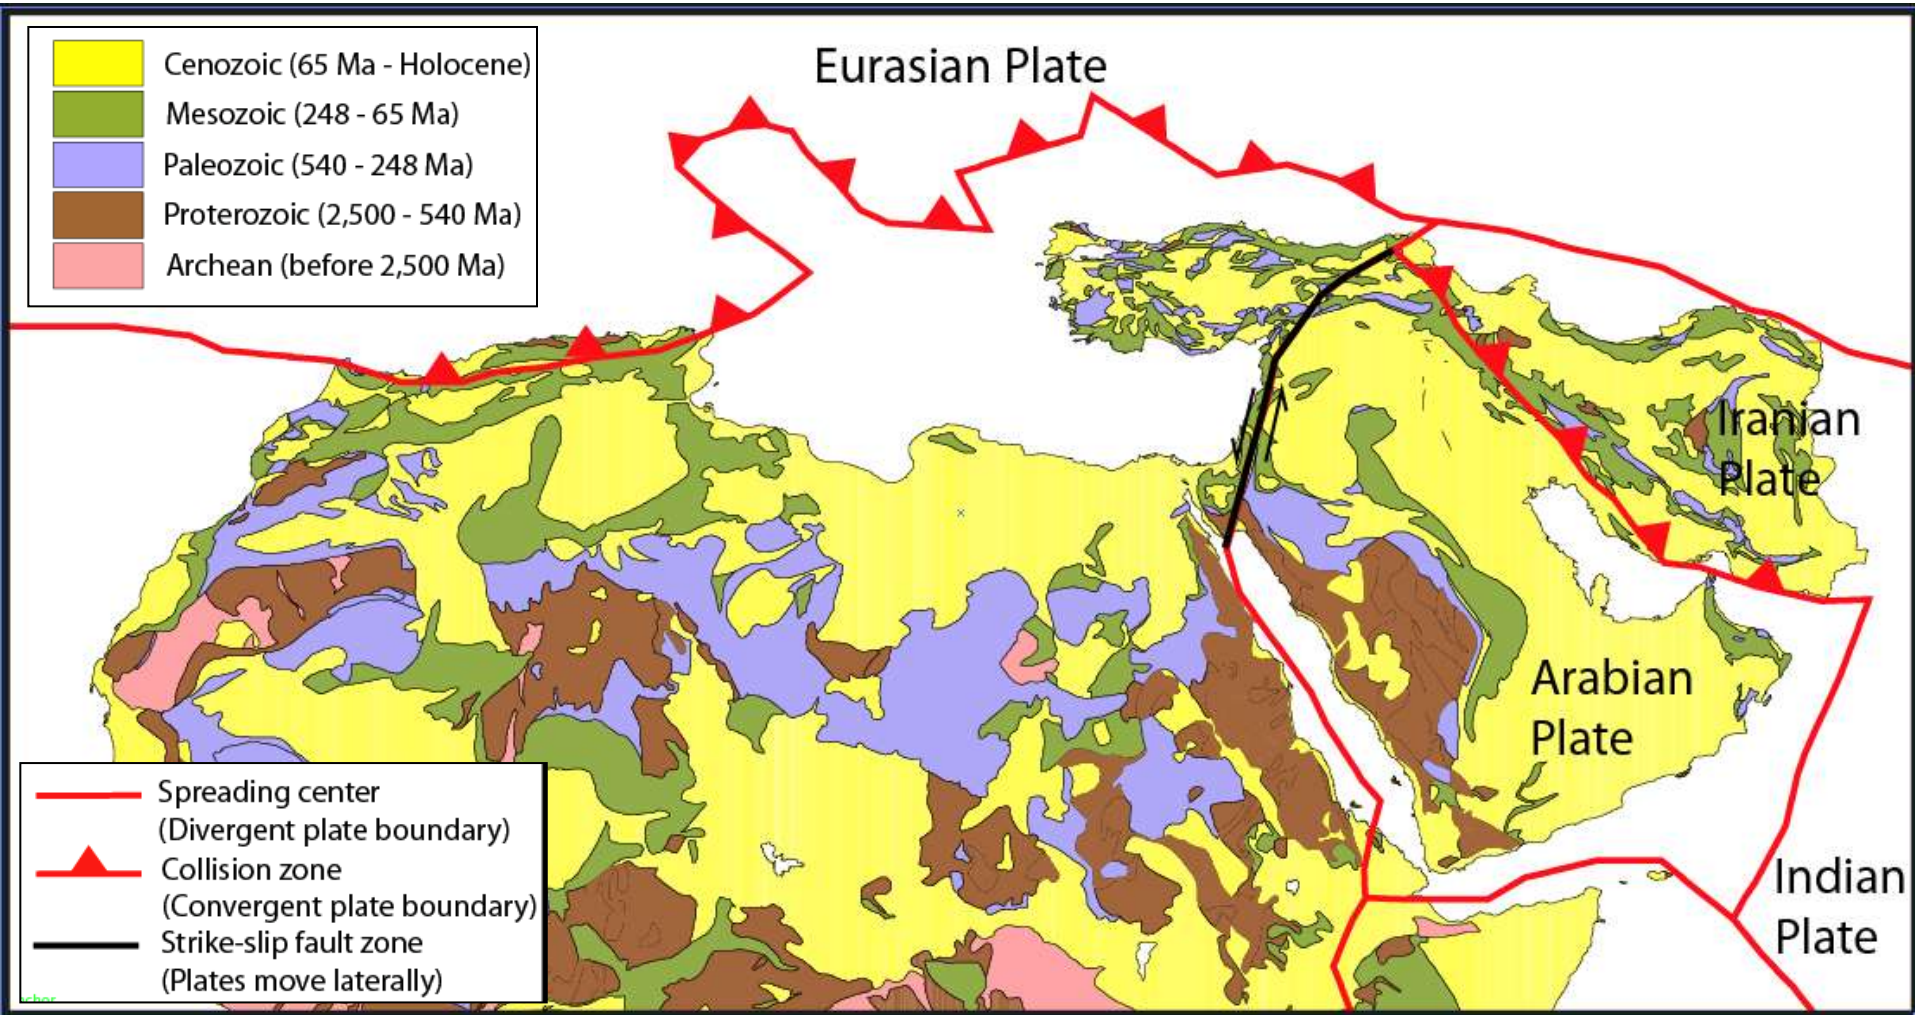 Cenozoic (65 Ma - Holocene)
Mesozoic (248 - 65 Ma)
Paleozoic (540 - 248 Ma)
Proterozoic (2,500 - 540 Ma)
Archean (before 2,500 Ma)
Eurasian Plate
Iranian
Plate
Arabian
Plate
Indian
Plate
Spreading center
(Divergent plate boundary)
Collision zone
(Convergent plate boundary)
Strike-slip fault zone
(Plates move laterally)